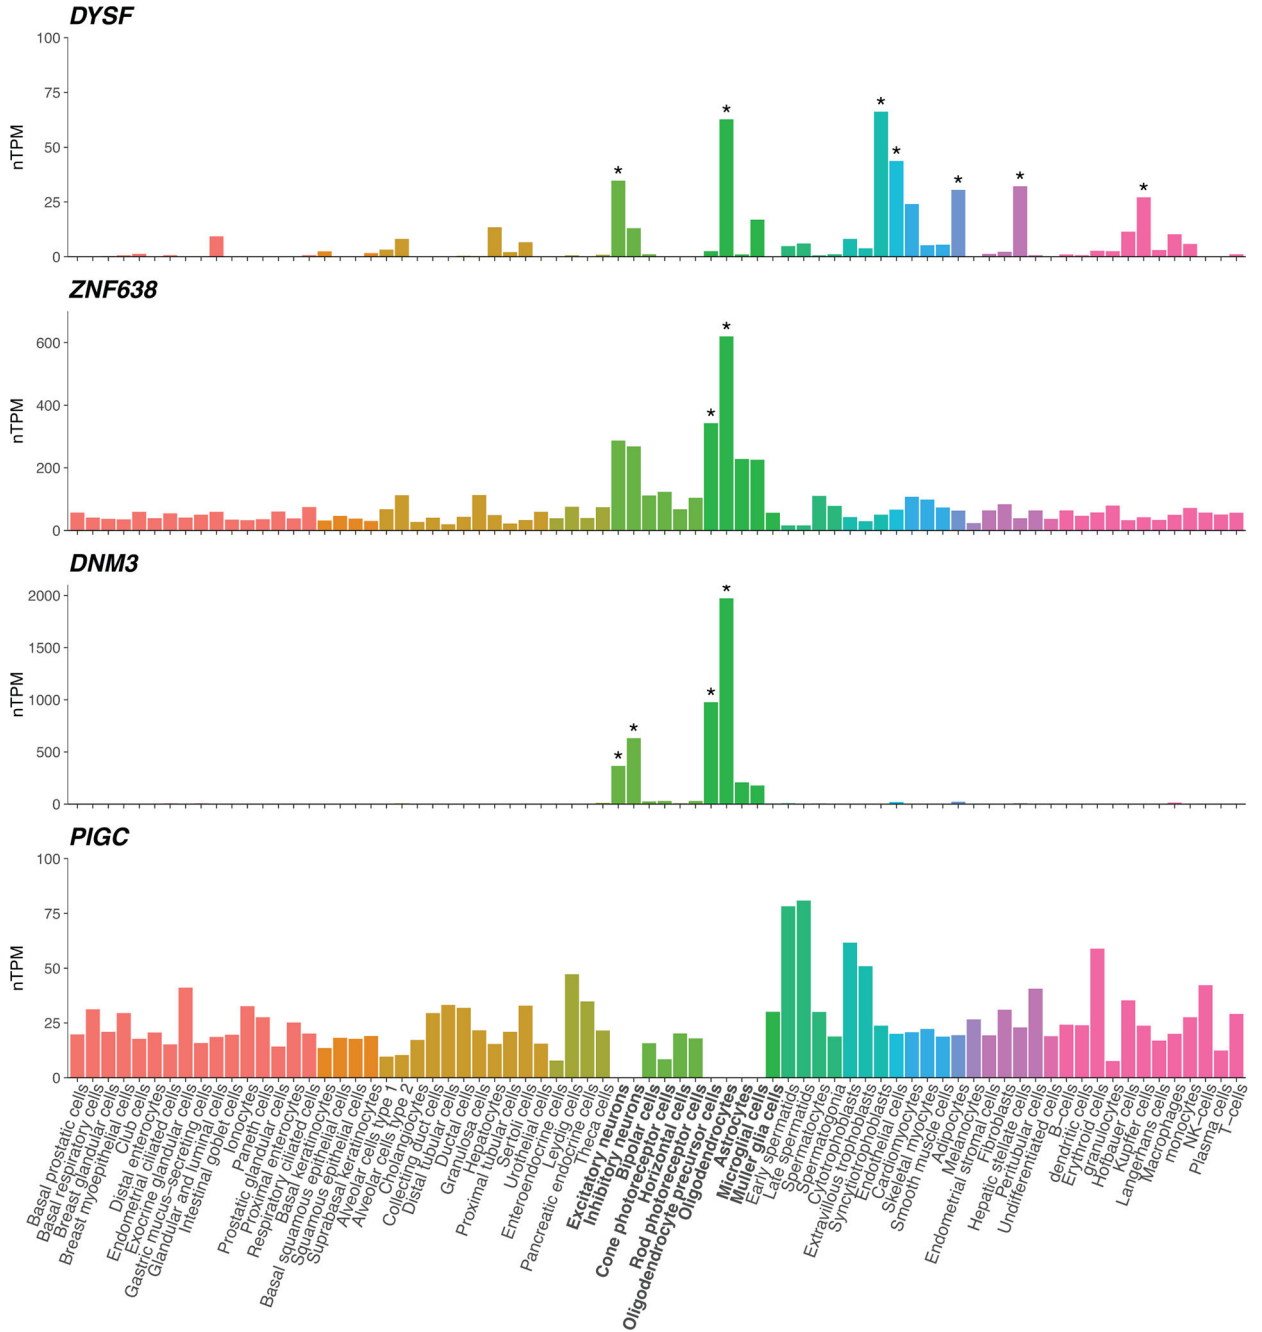 DYSF
100
75
50
25
0
nTPM
* * * * * * *
ZNF638
600
400
200
0
nTPM
* *
DNM3
2000
1500
1000
500
0
nTPM
* * * *
PIGC
100
75
50
25
0
nTPM
Basal prostatic cells
Basal respiratory cells
Breast glandular cells
Breast myoepithelial cells
Club cells
Distal enterocytes
Endometrial ciliated cells
Exocrine glandular cells
Gastric mucus−secreting cells
Glandular and luminal cells
Intestinal goblet cells
Ionocytes
Paneth cells
Prostatic glandular cells
Proximal enterocytes
Respiratory ciliated cells
Basal keratinocytes
Basal squamous epithelial cells
Squamous epithelial cells
Suprabasal keratinocytes
Alveolar cells type 1
Alveolar cells type 2
Cholangiocytes
Collecting duct cells
Distal tubular cells
Ductal cells
Granulosa cells
Hepatocytes
Proximal tubular cells
Sertoli cells
Urothelial cells
Enteroendocrine cells
Leydig cells
Pancreatic endocrine cells
Theca cells
Excitatory neurons
Inhibitory neurons
Bipolar cells
Cone photoreceptor cells
Horizontal cells
Rod photoreceptor cells
Oligodendrocyte precursor cells
Oligodendrocytes
Astrocytes
Microglial cells
Muller glia cells
Early spermatids
Late spermatids
Spermatocytes
Spermatogonia
Cytotrophoblasts
Extravillous trophoblasts
Syncytiotrophoblasts
Endothelial cells
Cardiomyocytes
Skeletal myocytes
Smooth muscle cells
Adipocytes
Melanocytes
Endometrial stromal cells
Fibroblasts
Hepatic stellate cells
Peritubular cells
Undifferentiated cells
B−cells
dendritic cells
Erythroid cells
granulocytes
Hofbauer cells
Kupffer cells
Langerhans cells
Macrophages
monocytes
NK−cells
Plasma cells
T−cells